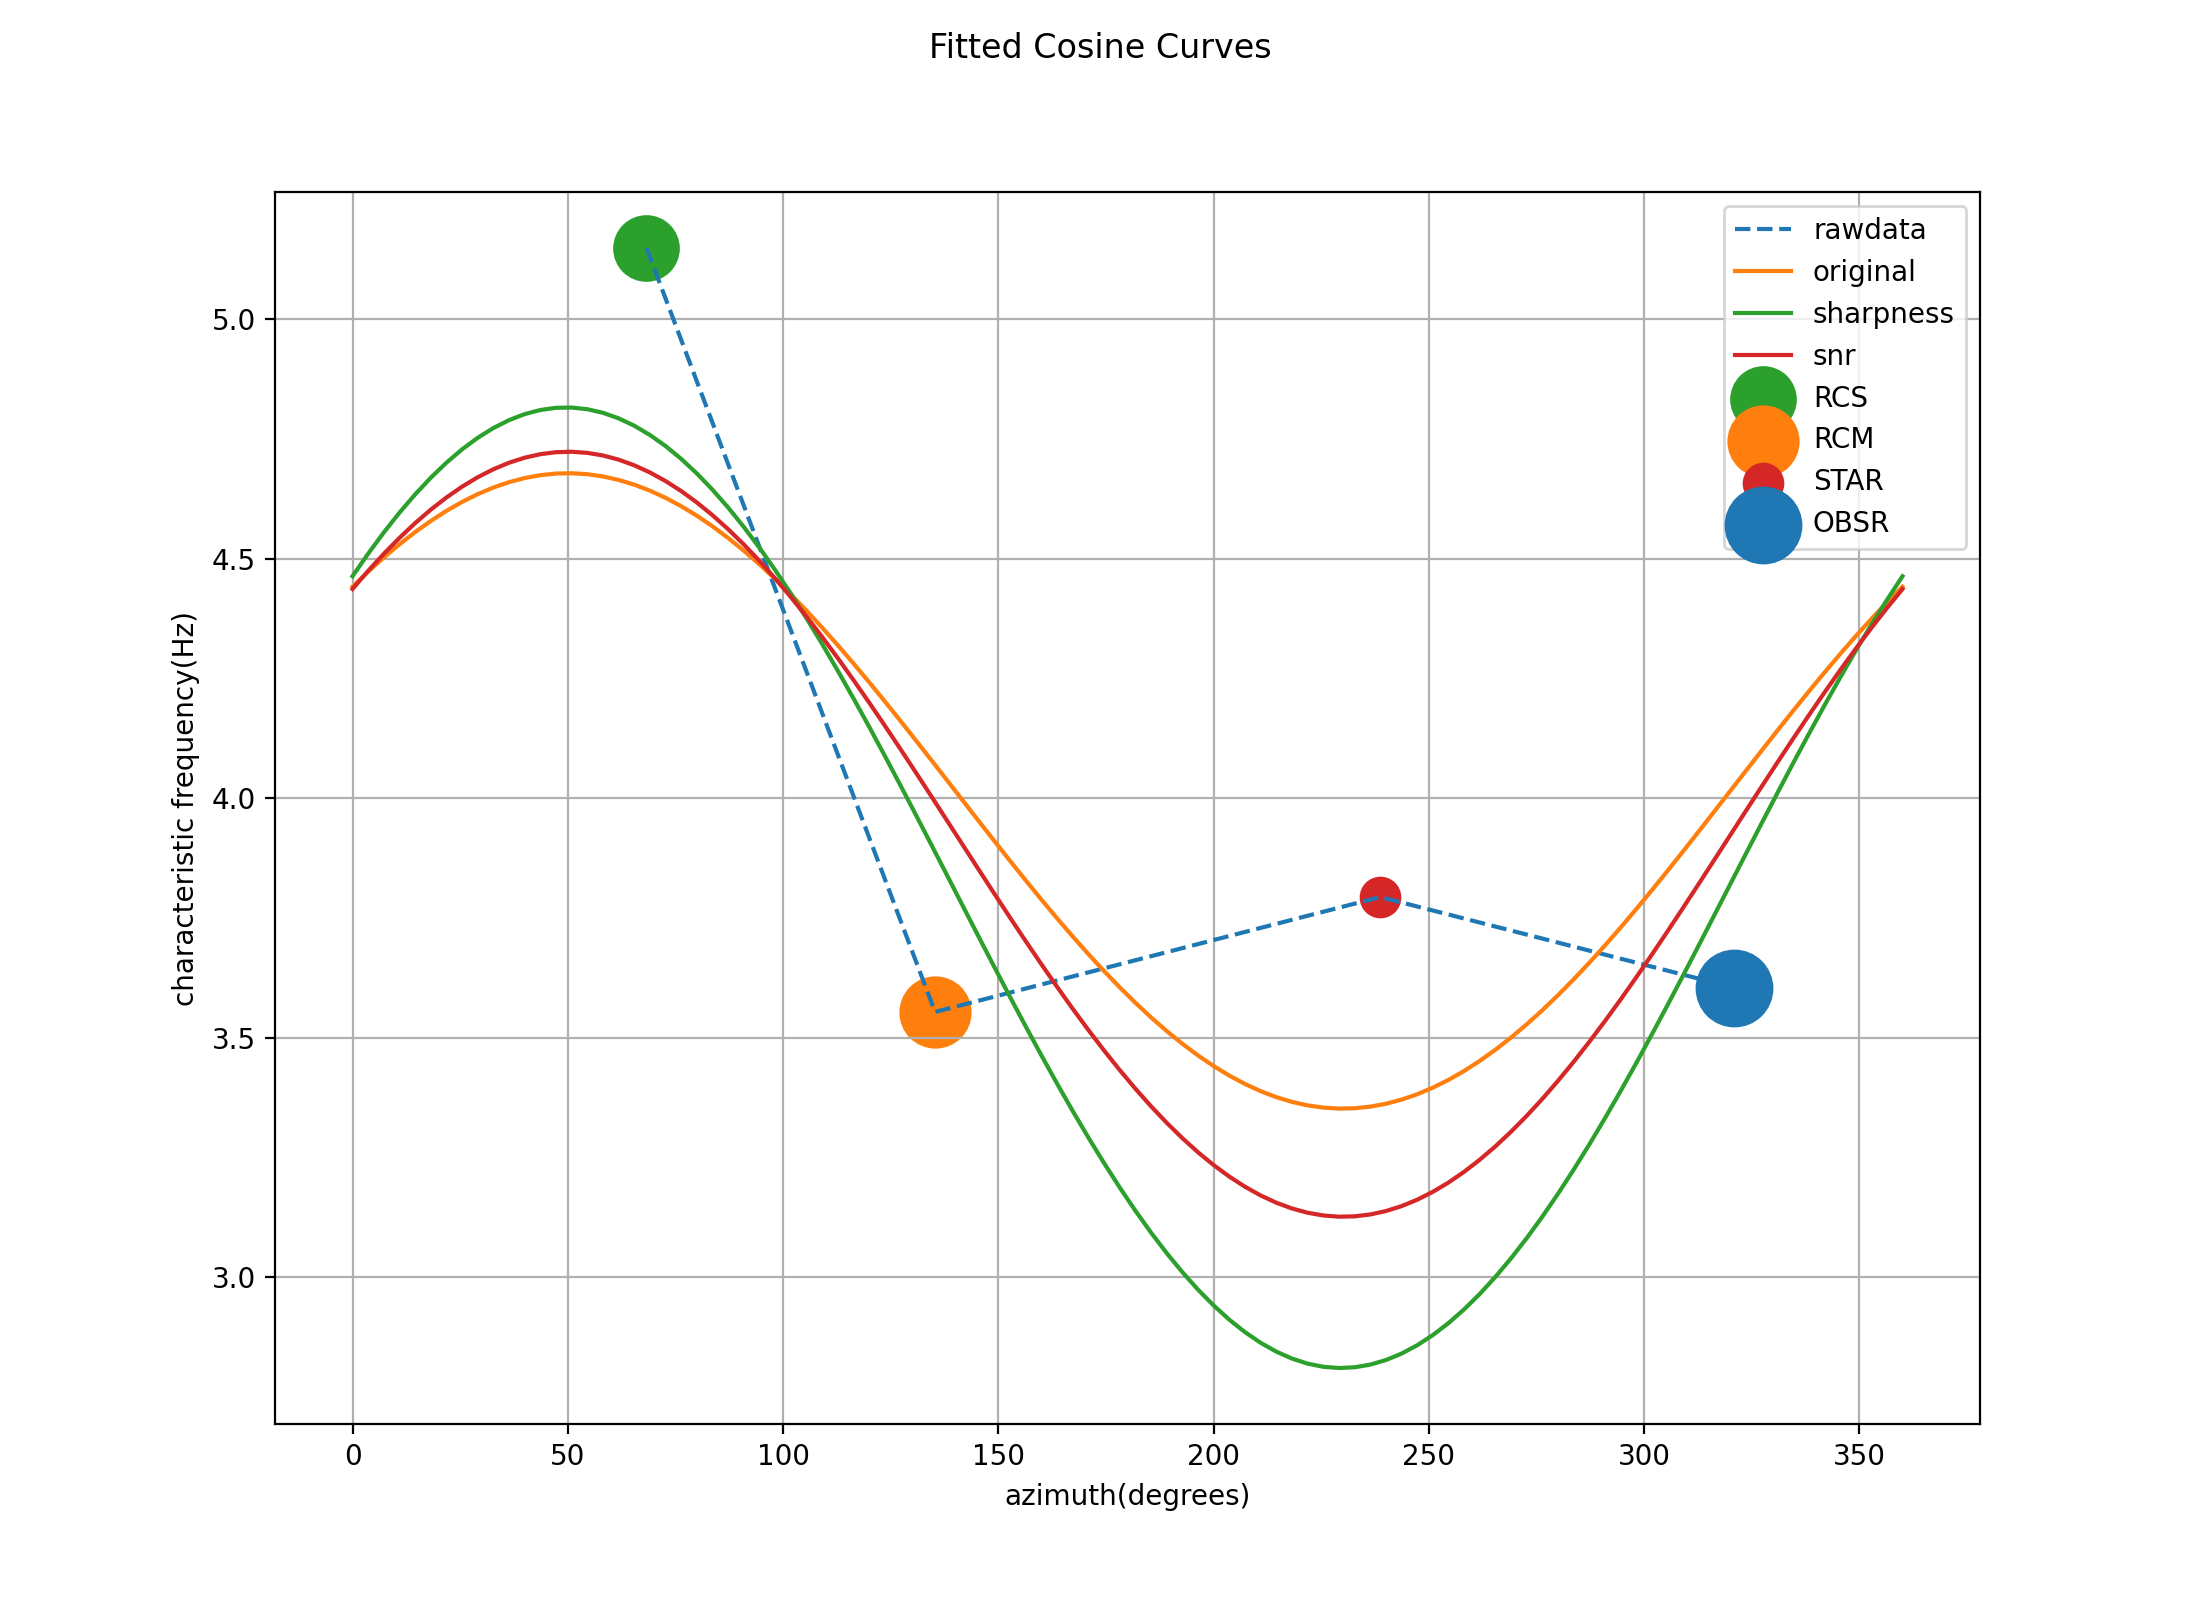 Fitted Cosine Curves
rawdata
original
sharpness
snr
RCS
RCM
STAR
OBSR
characteristic frequency(Hz)
5.0
4.5
4.0
3.5
3.0
0 50 100 150 200 250 300 350
azimuth(degrees)